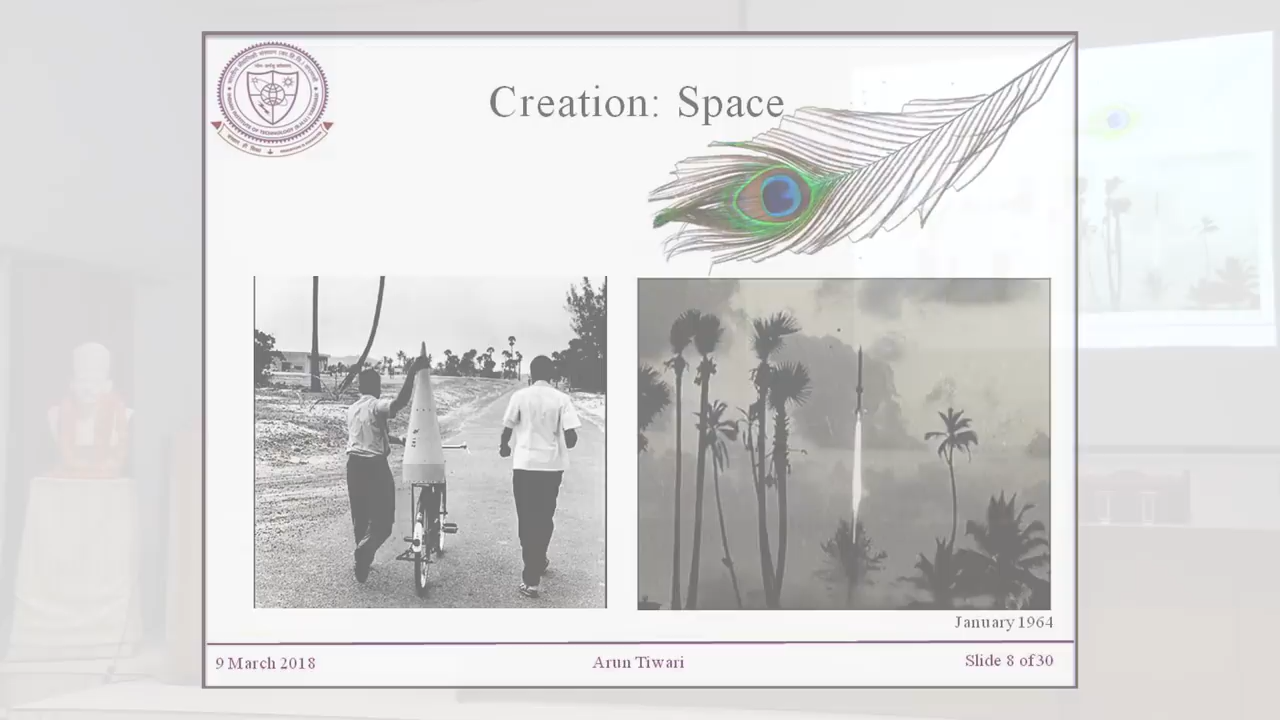 Creation: Space
January 1964
9 March 2018
Arun Tiwari
Slide 8 of 30